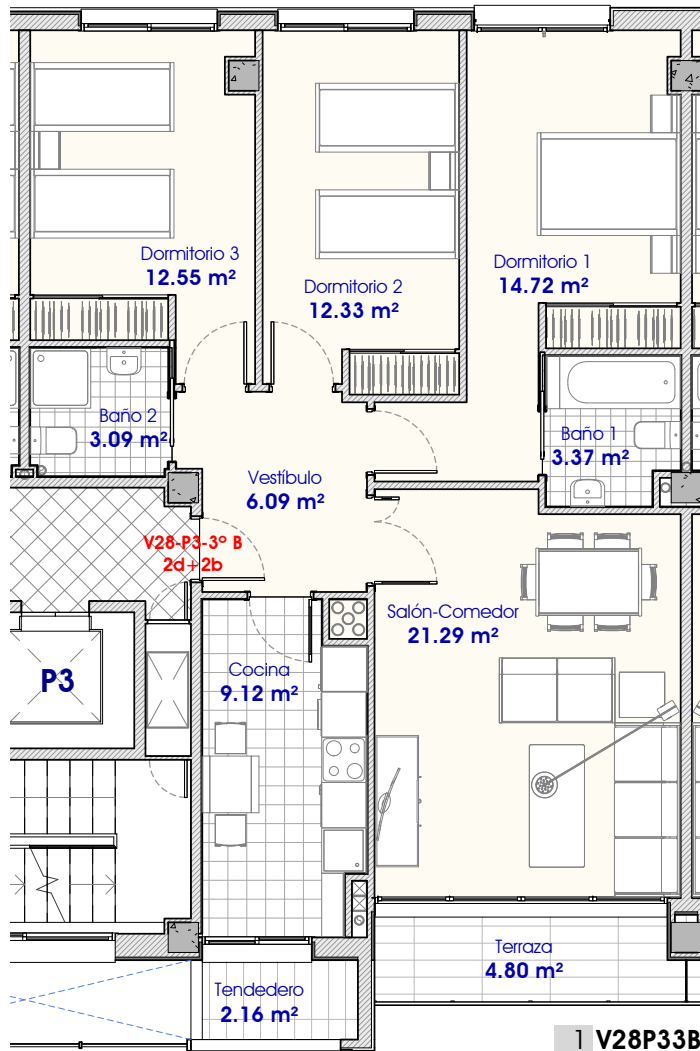 Dormitorio 3
12.55 m²
Dormitorio 2
12.33 m²
Dormitorio 1
14.72 m²
Baño 2
3.09 m²
Baño 1
3.37 m²
Vestíbulo
6.09 m²
V28-P3-3º B
2d+2b
Salón-Comedor
21.29 m²
Cocina
9.12 m²
P3
Terraza
4.80 m²
Tendedero
2.16 m²
1 V28P33B